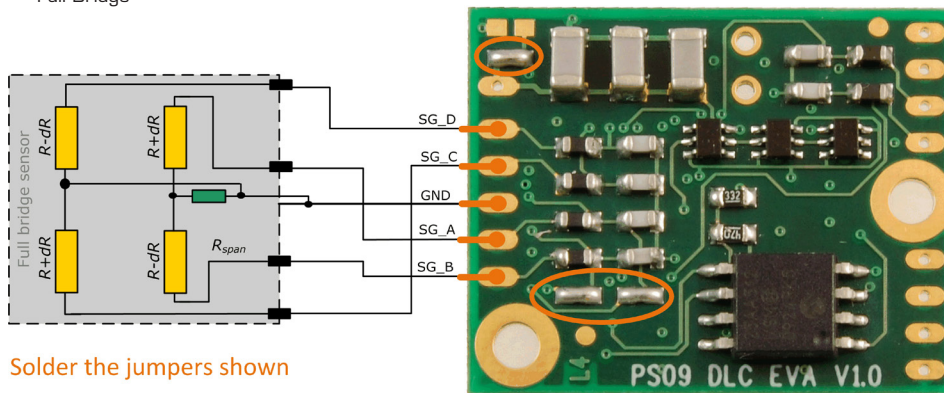 Full Bridge
Full bridge sensor
R-dR
R+dR
R+dR
R-dR
Rspan
SG_D
SG_C
GND
SG_A
SG_B
332
470
L4
PS09 DLC EVA V1.0
Solder the jumpers shown